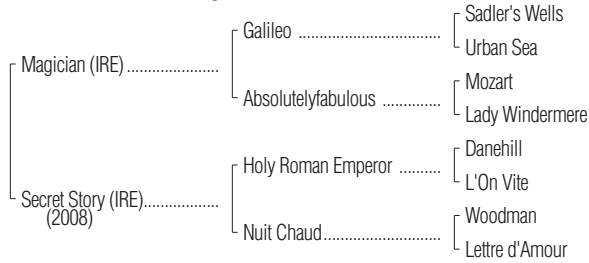 Sadler's Wells
Galileo
Urban Sea
Magician (IRE)
Mozart
Absolutelyfabulous
Lady Windermere
Danehill
Holy Roman Emperor
L'On Vite
Secret Story (IRE)
(2008)
Woodman
Nuit Chaud
Lettre d'Amour